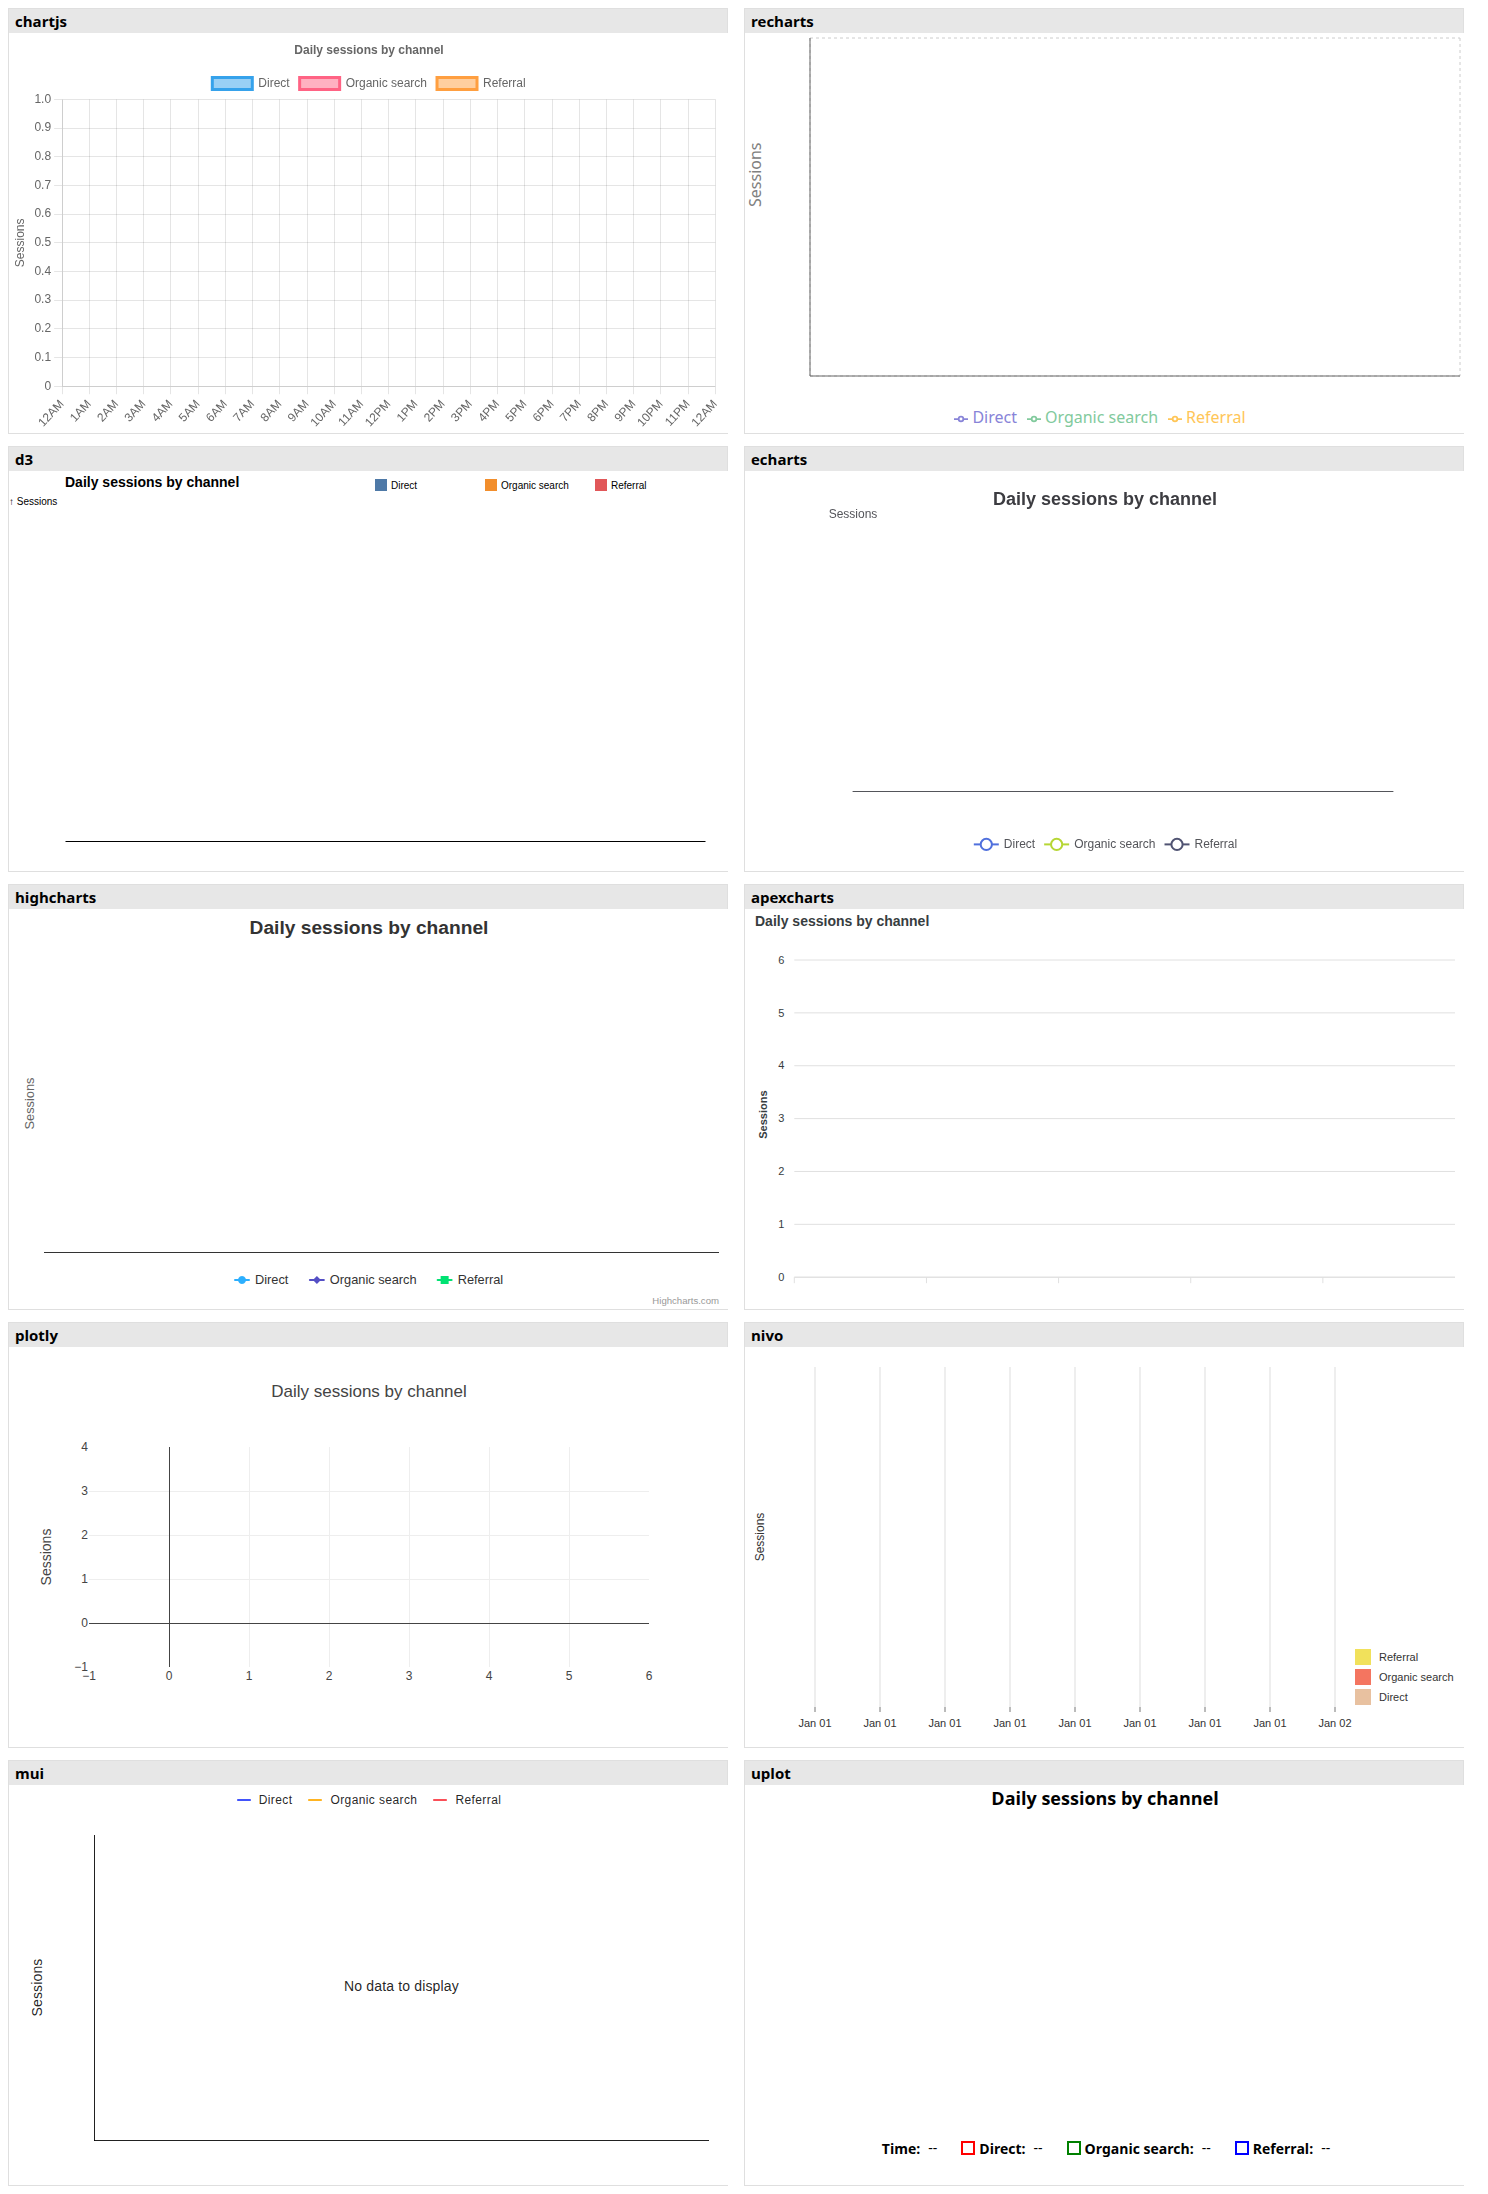 chartjs
Daily sessions by channel
Direct Organic search Referral
1.0
0.9
0.8
0.7
0.6
0.5
0.4
0.3
0.2
0.1
0
Sessions
12AM 1AM 2AM 3AM 4AM 5AM 6AM 7AM 8AM 9AM 10AM 11AM 12PM 1PM 2PM 3PM 4PM 5PM 6PM 7PM 8PM 9PM 10PM 11PM 12AM
recharts
Sessions
Direct Organic search Referral
d3
Daily sessions by channel
Direct Organic search Referral
↑ Sessions
echarts
Daily sessions by channel
Sessions
Direct Organic search Referral
highcharts
Daily sessions by channel
Sessions
Direct Organic search Referral
Highcharts.com
apexcharts
Daily sessions by channel
6
5
4
3
2
1
0
Sessions
plotly
Daily sessions by channel
4
3
2
1
0
−1
Sessions
−1 0 1 2 3 4 5 6
nivo
Sessions
Referral
Organic search
Direct
Jan 01 Jan 01 Jan 01 Jan 01 Jan 01 Jan 01 Jan 01 Jan 01 Jan 02
mui
Direct Organic search Referral
Sessions
No data to display
uplot
Daily sessions by channel
Time: -- Direct: -- Organic search: -- Referral: --